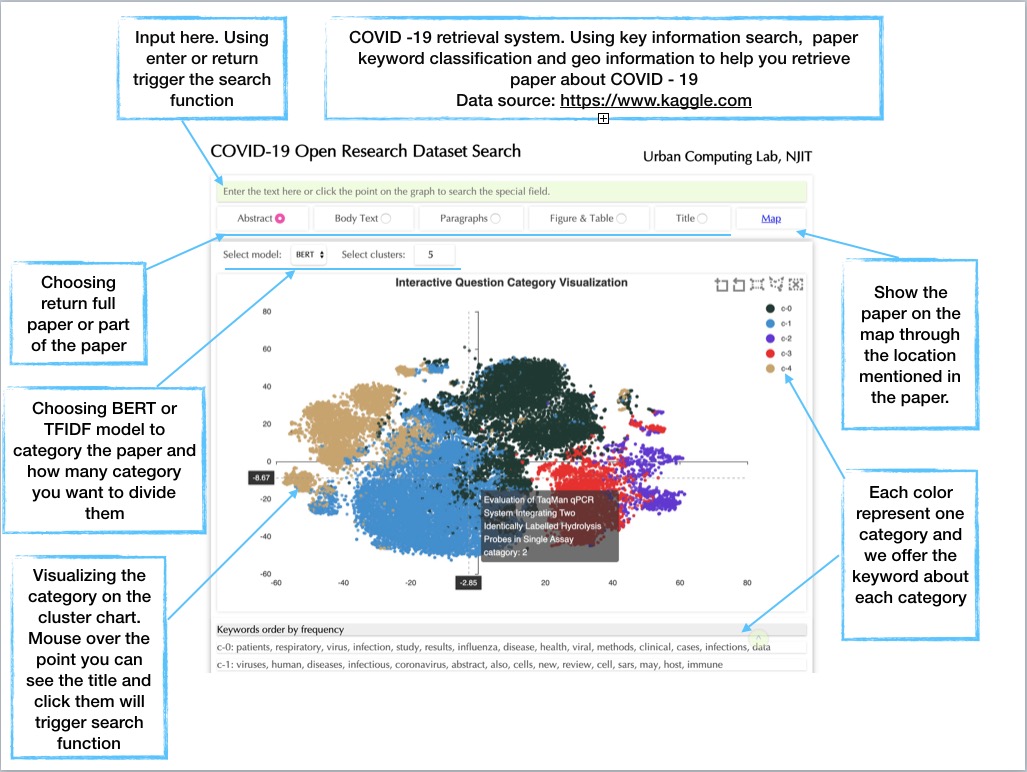 Input here. Using
enter or return
trigger the search
function
COVID -19 retrieval system. Using key information search,  paper
keyword classification and geo information to help you retrieve
paper about COVID - 19
Data source: https://www.kaggle.com
COVID-19 Open Research Dataset Search
Urban Computing Lab, NJIT
Enter the text here or click the point on the graph to search the special field.
Abstract
Body Text
Paragraphs
Figure & Table
Title
Map
Select model:
BERT
Select clusters:
5
Choosing
return full
paper or part
of the paper
Interactive Question Category Visualization
c-0
c-1
c-2
c-3
c-4
80
60
40
20
0
-8.67
-20
-40
-60
-60
-40
-20
-2.85
20
40
60
80
Evaluation of TaqMan qPCR
System Integrating Two
Identically Labelled Hydrolysis
Probes in Single Assay
catagory: 2
Show the
paper on the
map through
the location
mentioned in
the paper.
Choosing BERT or
TFIDF model to
category the paper and
how many category
you want to divide
them
Each color
represent one
category and
we offer the
keyword about
each category
Visualizing the
category on the
cluster chart.
Mouse over the
point you can
see the title and
click them will
trigger search
function
Keywords order by frequency
c-0: patients, respiratory, virus, infection, study, results, influenza, disease, health, viral, methods, clinical, cases, infections, data
c-1: viruses, human, diseases, infectious, coronavirus, abstract, also, cells, new, review, cell, sars, may, host, immune